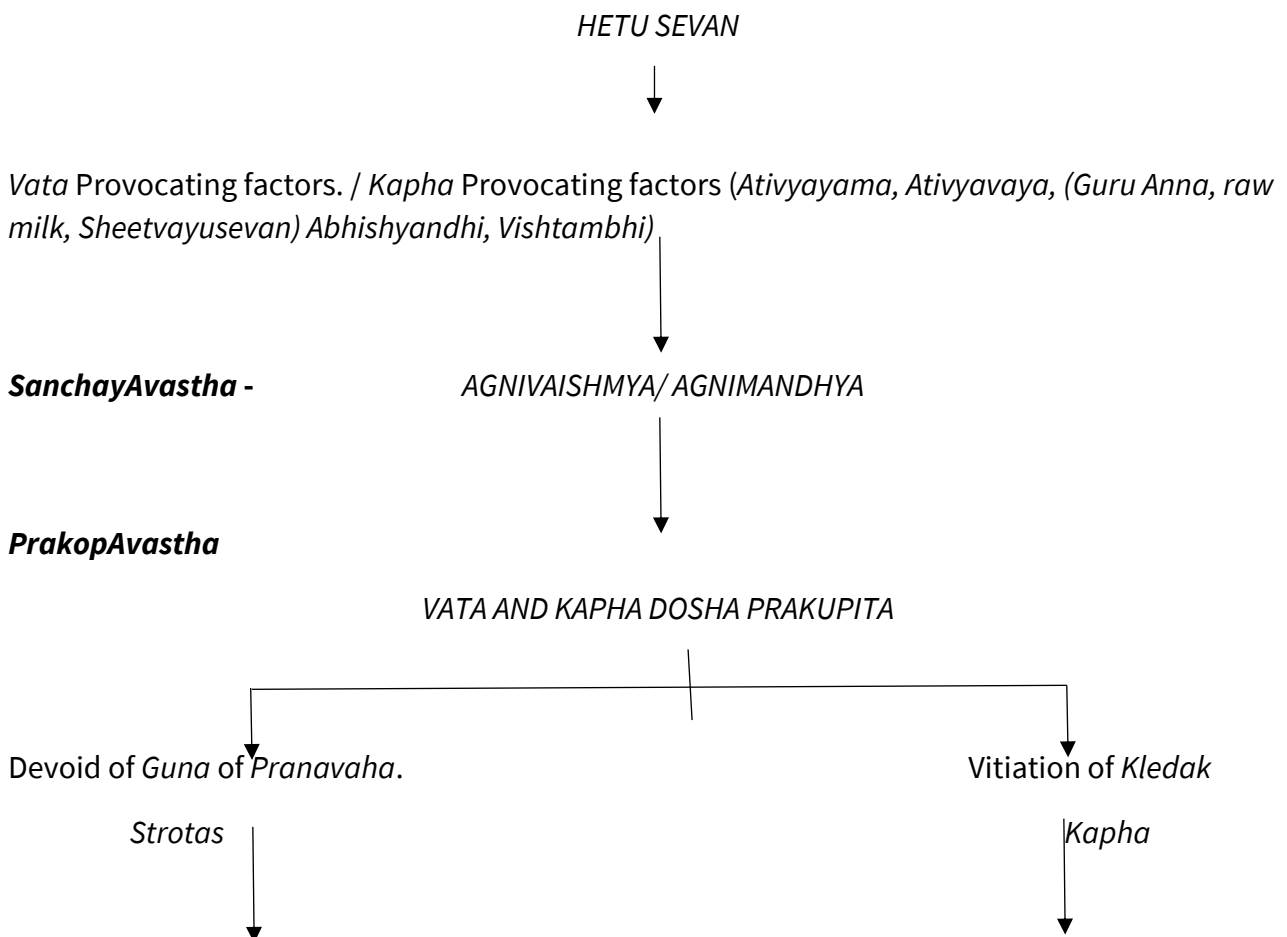 HETU SEVAN
Vata Provocating factors. / Kapha Provocating factors (Ativyayama, Ativyavaya, (Guru Anna, raw
milk, Sheetvayusevan) Abhishyandhi, Vishtambhi)
SanchayAvastha - AGNIVAISHMYA/ AGNIMANDHYA
PrakopAvastha
VATA AND KAPHA DOSHA PRAKUPITA
Devoid of Guna of Pranavaha. Vitiation of Kledak
Strotas Kapha